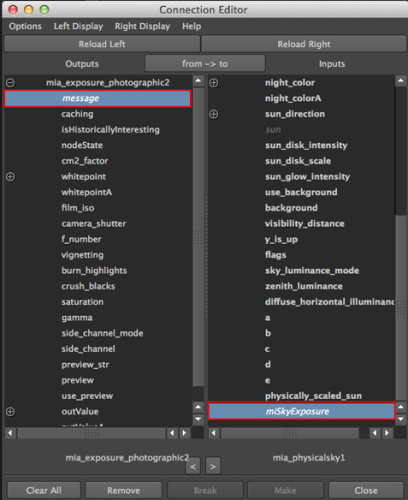 Connection Editor
Options Left Display Right Display Help
Reload Left Reload Right
Outputs from -> to Inputs
mia_exposure_photographic2
message
caching
isHistoricallyInteresting
nodeState
cm2_factor
whitepoint
whitepointA
film_iso
camera_shutter
f_number
vignetting
burn_highlights
crush_blacks
saturation
gamma
side_channel_mode
side_channel
preview_str
preview
use_preview
outValue
night_color
night_colorA
sun_direction
sun
sun_disk_intensity
sun_disk_scale
sun_glow_intensity
use_background
background
visibility_distance
y_is_up
flags
sky_luminance_mode
zenith_luminance
diffuse_horizontal_illuminanc
a
b
c
d
e
physically_scaled_sun
miSkyExposure
mia_exposure_photographic2 < > mia_physicalsky1
Clear All Remove Break Make Close